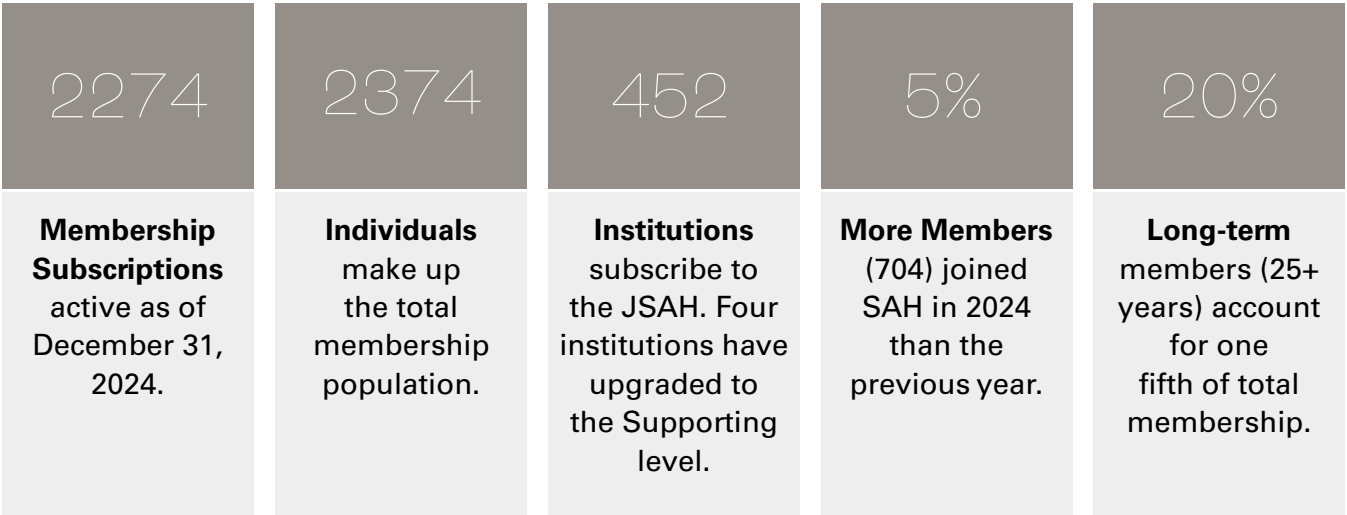 2274
Membership
Subscriptions
active as of
December 31,
2024.
2374
Individuals
make up
the total
membership
population.
452
Institutions
subscribe to
the JSAH. Four
institutions have
upgraded to
the Supporting
level.
5%
More Members
(704) joined
SAH in 2024
than the
previous year.
20%
Long-term
members (25+
years) account
for one
fifth of total
membership.